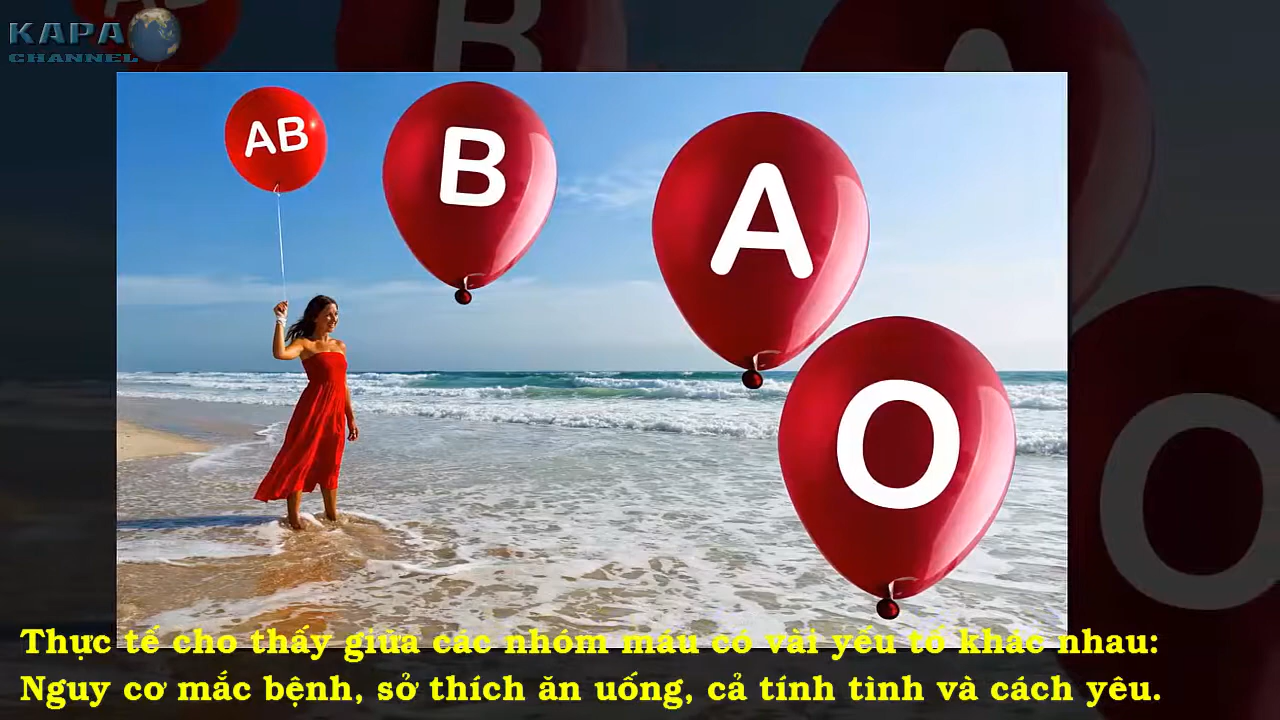 KAPA
CHANNEL
AB
B
A
O
Thực tế cho thấy giữa các nhóm máu có vài yếu tố khác nhau:
Nguy cơ mắc bệnh, sở thích ăn uống, cả tính tình và cách yêu.